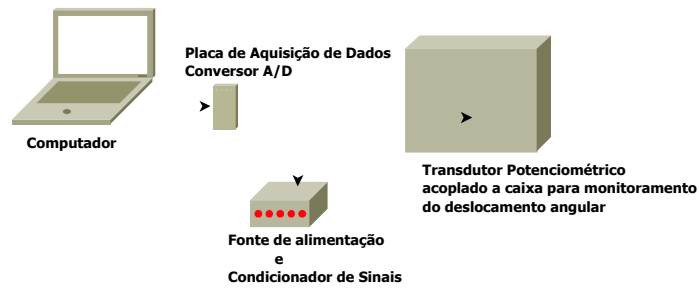 Placa de Aquisição de Dados
Conversor A/D
Computador
Transdutor Potenciométrico
acoplado a caixa para monitoramento
do deslocamento angular
Fonte de alimentação
e
Condicionador de Sinais